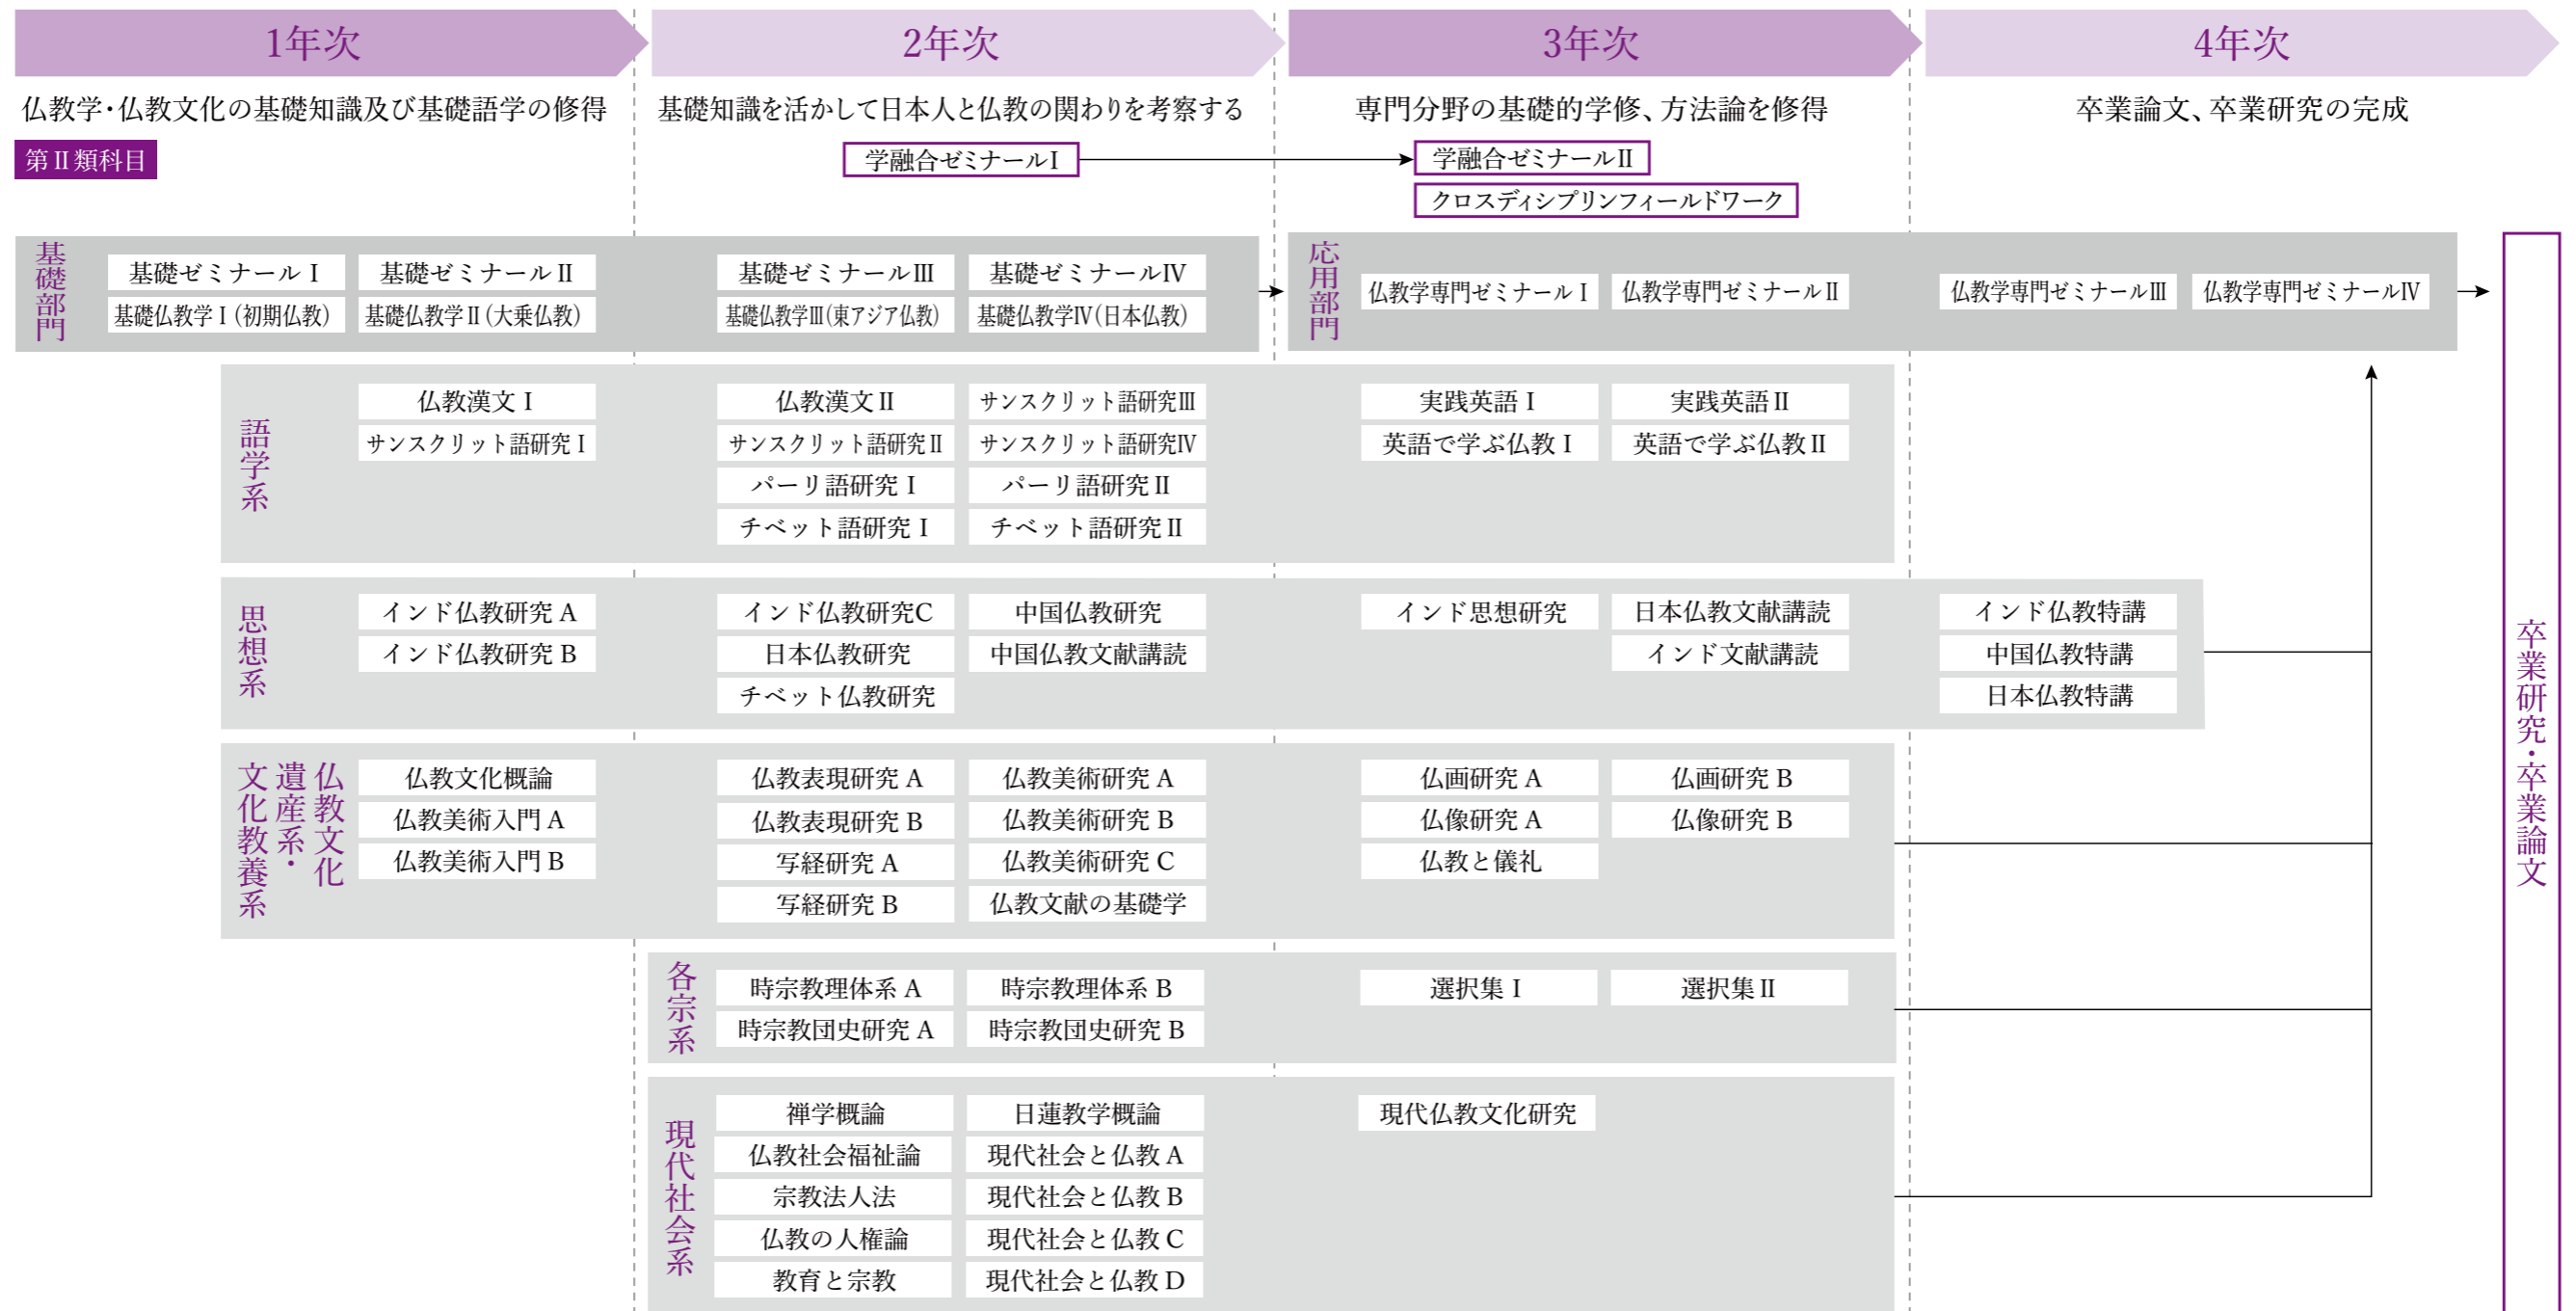 1年次
2年次
3年次
4年次
仏教学・仏教文化の基礎知識及び基礎語学の修得
基礎知識を活かして日本人と仏教の関わりを考察する
専門分野の基礎的学修、方法論を修得
卒業論文、卒業研究の完成
第Ⅱ類科目
学融合ゼミナールⅠ
学融合ゼミナールⅡ
クロスディシプリンフィールドワーク
基礎部門
基礎ゼミナールⅠ
基礎ゼミナールⅡ
基礎ゼミナールⅢ
基礎ゼミナールⅣ
基礎仏教学Ⅰ(初期仏教)
基礎仏教学Ⅱ(大乗仏教)
基礎仏教学Ⅲ(東アジア仏教)
基礎仏教学Ⅳ(日本仏教)
応用部門
仏教学専門ゼミナールⅠ
仏教学専門ゼミナールⅡ
仏教学専門ゼミナールⅢ
仏教学専門ゼミナールⅣ
語学系
仏教漢文Ⅰ
仏教漢文Ⅱ
サンスクリット語研究Ⅲ
実践英語Ⅰ
実践英語Ⅱ
サンスクリット語研究Ⅰ
サンスクリット語研究Ⅱ
サンスクリット語研究Ⅳ
英語で学ぶ仏教Ⅰ
英語で学ぶ仏教Ⅱ
パーリ語研究Ⅰ
パーリ語研究Ⅱ
チベット語研究Ⅰ
チベット語研究Ⅱ
思想系
インド仏教研究 A
インド仏教研究C
中国仏教研究
インド思想研究
日本仏教文献講読
インド仏教特講
インド仏教研究 B
日本仏教研究
中国仏教文献講読
インド文献講読
中国仏教特講
チベット仏教研究
日本仏教特講
仏教文化
遺産系・
文化教養系
仏教文化概論
仏教表現研究 A
仏教美術研究 A
仏画研究 A
仏画研究 B
仏教美術入門 A
仏教表現研究 B
仏教美術研究 B
仏像研究 A
仏像研究 B
仏教美術入門 B
写経研究 A
仏教美術研究 C
仏教と儀礼
写経研究 B
仏教文献の基礎学
各宗系
時宗教理体系 A
時宗教理体系 B
選択集Ⅰ
選択集Ⅱ
時宗教団史研究 A
時宗教団史研究 B
現代社会系
禅学概論
日蓮教学概論
現代仏教文化研究
仏教社会福祉論
現代社会と仏教 A
宗教法人法
現代社会と仏教 B
仏教の人権論
現代社会と仏教 C
教育と宗教
現代社会と仏教 D
卒業研究・卒業論文